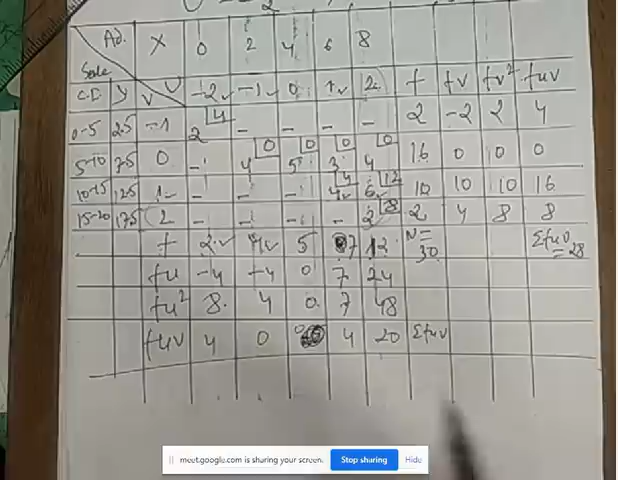 Ad. X 0 2 4 6 8
Sale
C.I. y v U -2 -1 0 1 2 f fv fv² fuv
0-5 2.5 -1 2 4 - - - - 2 -2 2 4
5-10 7.5 0 - 4 0 5 0 3 0 4 0 16 0 0
10-15 12.5 1 - - - 4 4 6 12 10 10 10 16
15-20 17.5 2 - - - - 2 8 2 4 8 8
f 2 4 5 7 12 N= 30 Σfuv = 28
fu -4 -4 0 7 24
fu² 8 4 0 7 48
fuv 4 0 0 4 20 Σfuv
meet.google.com is sharing your screen. Stop sharing Hide